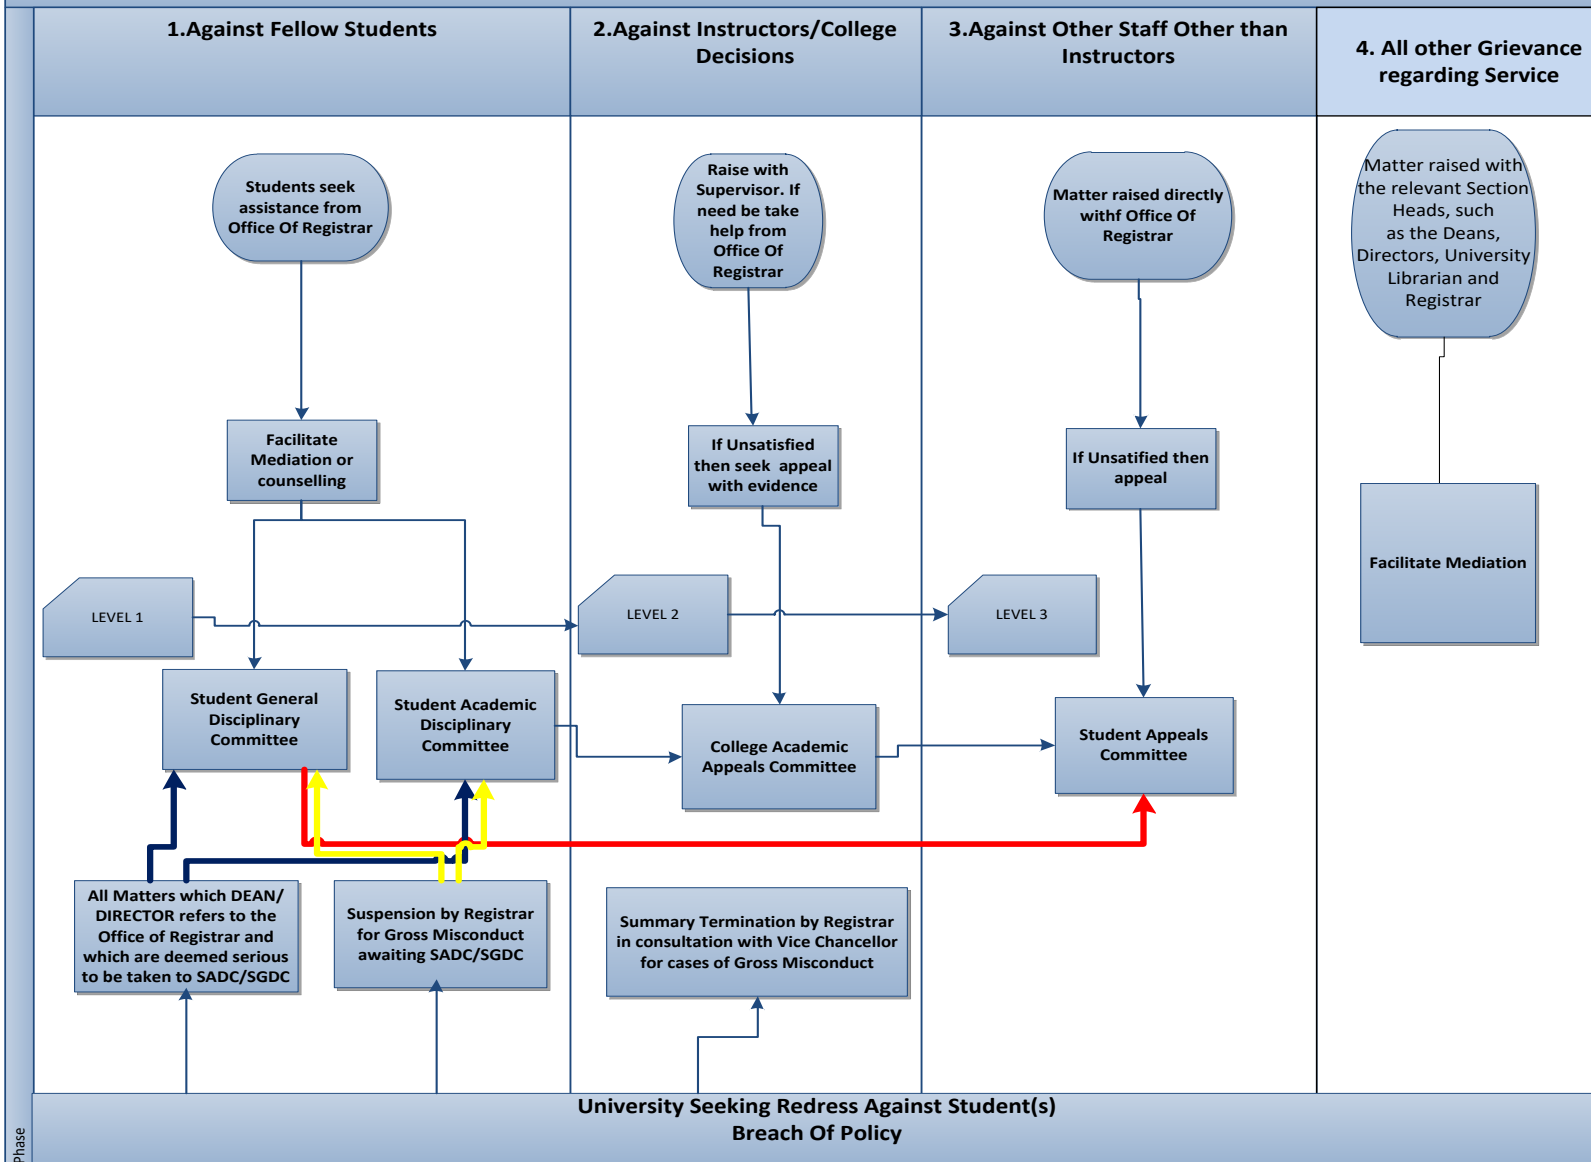 1.Against Fellow Students
2.Against Instructors/College
Decisions
3.Against Other Staff Other than
Instructors
4. All other Grievance
regarding Service
Students seek
assistance from
Office Of Registrar
Raise with
Supervisor. If
need be take
help from
Office Of
Registrar
Matter raised directly
withf Office Of
Registrar
Matter raised with
the relevant Section
Heads, such
as the Deans,
Directors, University
Librarian and
Registrar
Facilitate
Mediation or
counselling
If Unsatisfied
then seek appeal
with evidence
If Unsatified then
appeal
Facilitate Mediation
LEVEL 1
LEVEL 2
LEVEL 3
Student General
Disciplinary
Committee
Student Academic
Disciplinary
Committee
College Academic
Appeals Committee
Student Appeals
Committee
All Matters which DEAN/
DIRECTOR refers to the
Office of Registrar and
which are deemed serious
to be taken to SADC/SGDC
Suspension by Registrar
for Gross Misconduct
awaiting SADC/SGDC
Summary Termination by Registrar
in consultation with Vice Chancellor
for cases of Gross Misconduct
University Seeking Redress Against Student(s)
Breach Of Policy
Phase